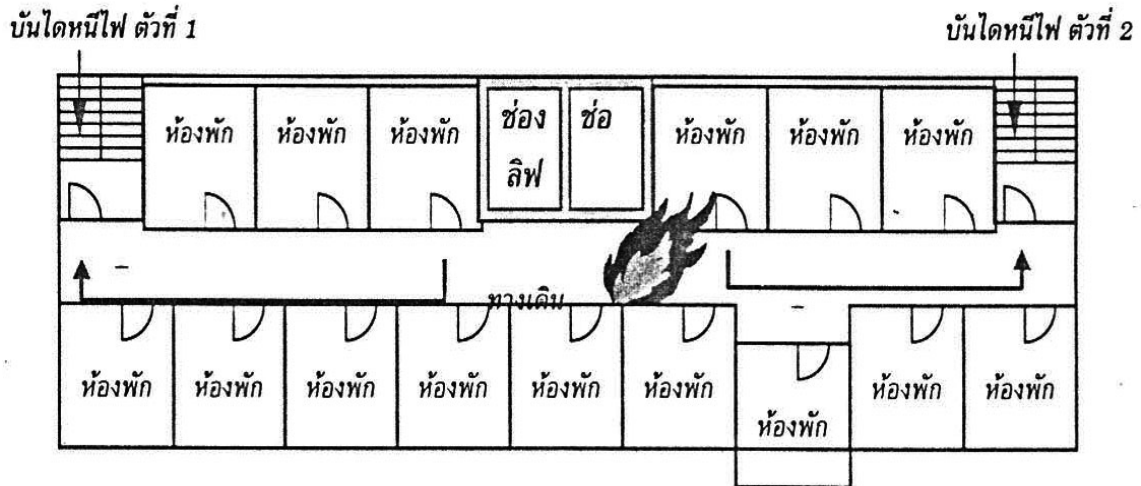 บันไดหนีไฟ ตัวที่ 1
บันไดหนีไฟ ตัวที่ 2
ห้องพัก ห้องพัก ห้องพัก ช่อง ช่อ ห้องพัก ห้องพัก ห้องพัก
ลิฟ
ทางเดิน
ห้องพัก ห้องพัก ห้องพัก ห้องพัก ห้องพัก ห้องพัก ห้องพัก ห้องพัก
ห้องพัก